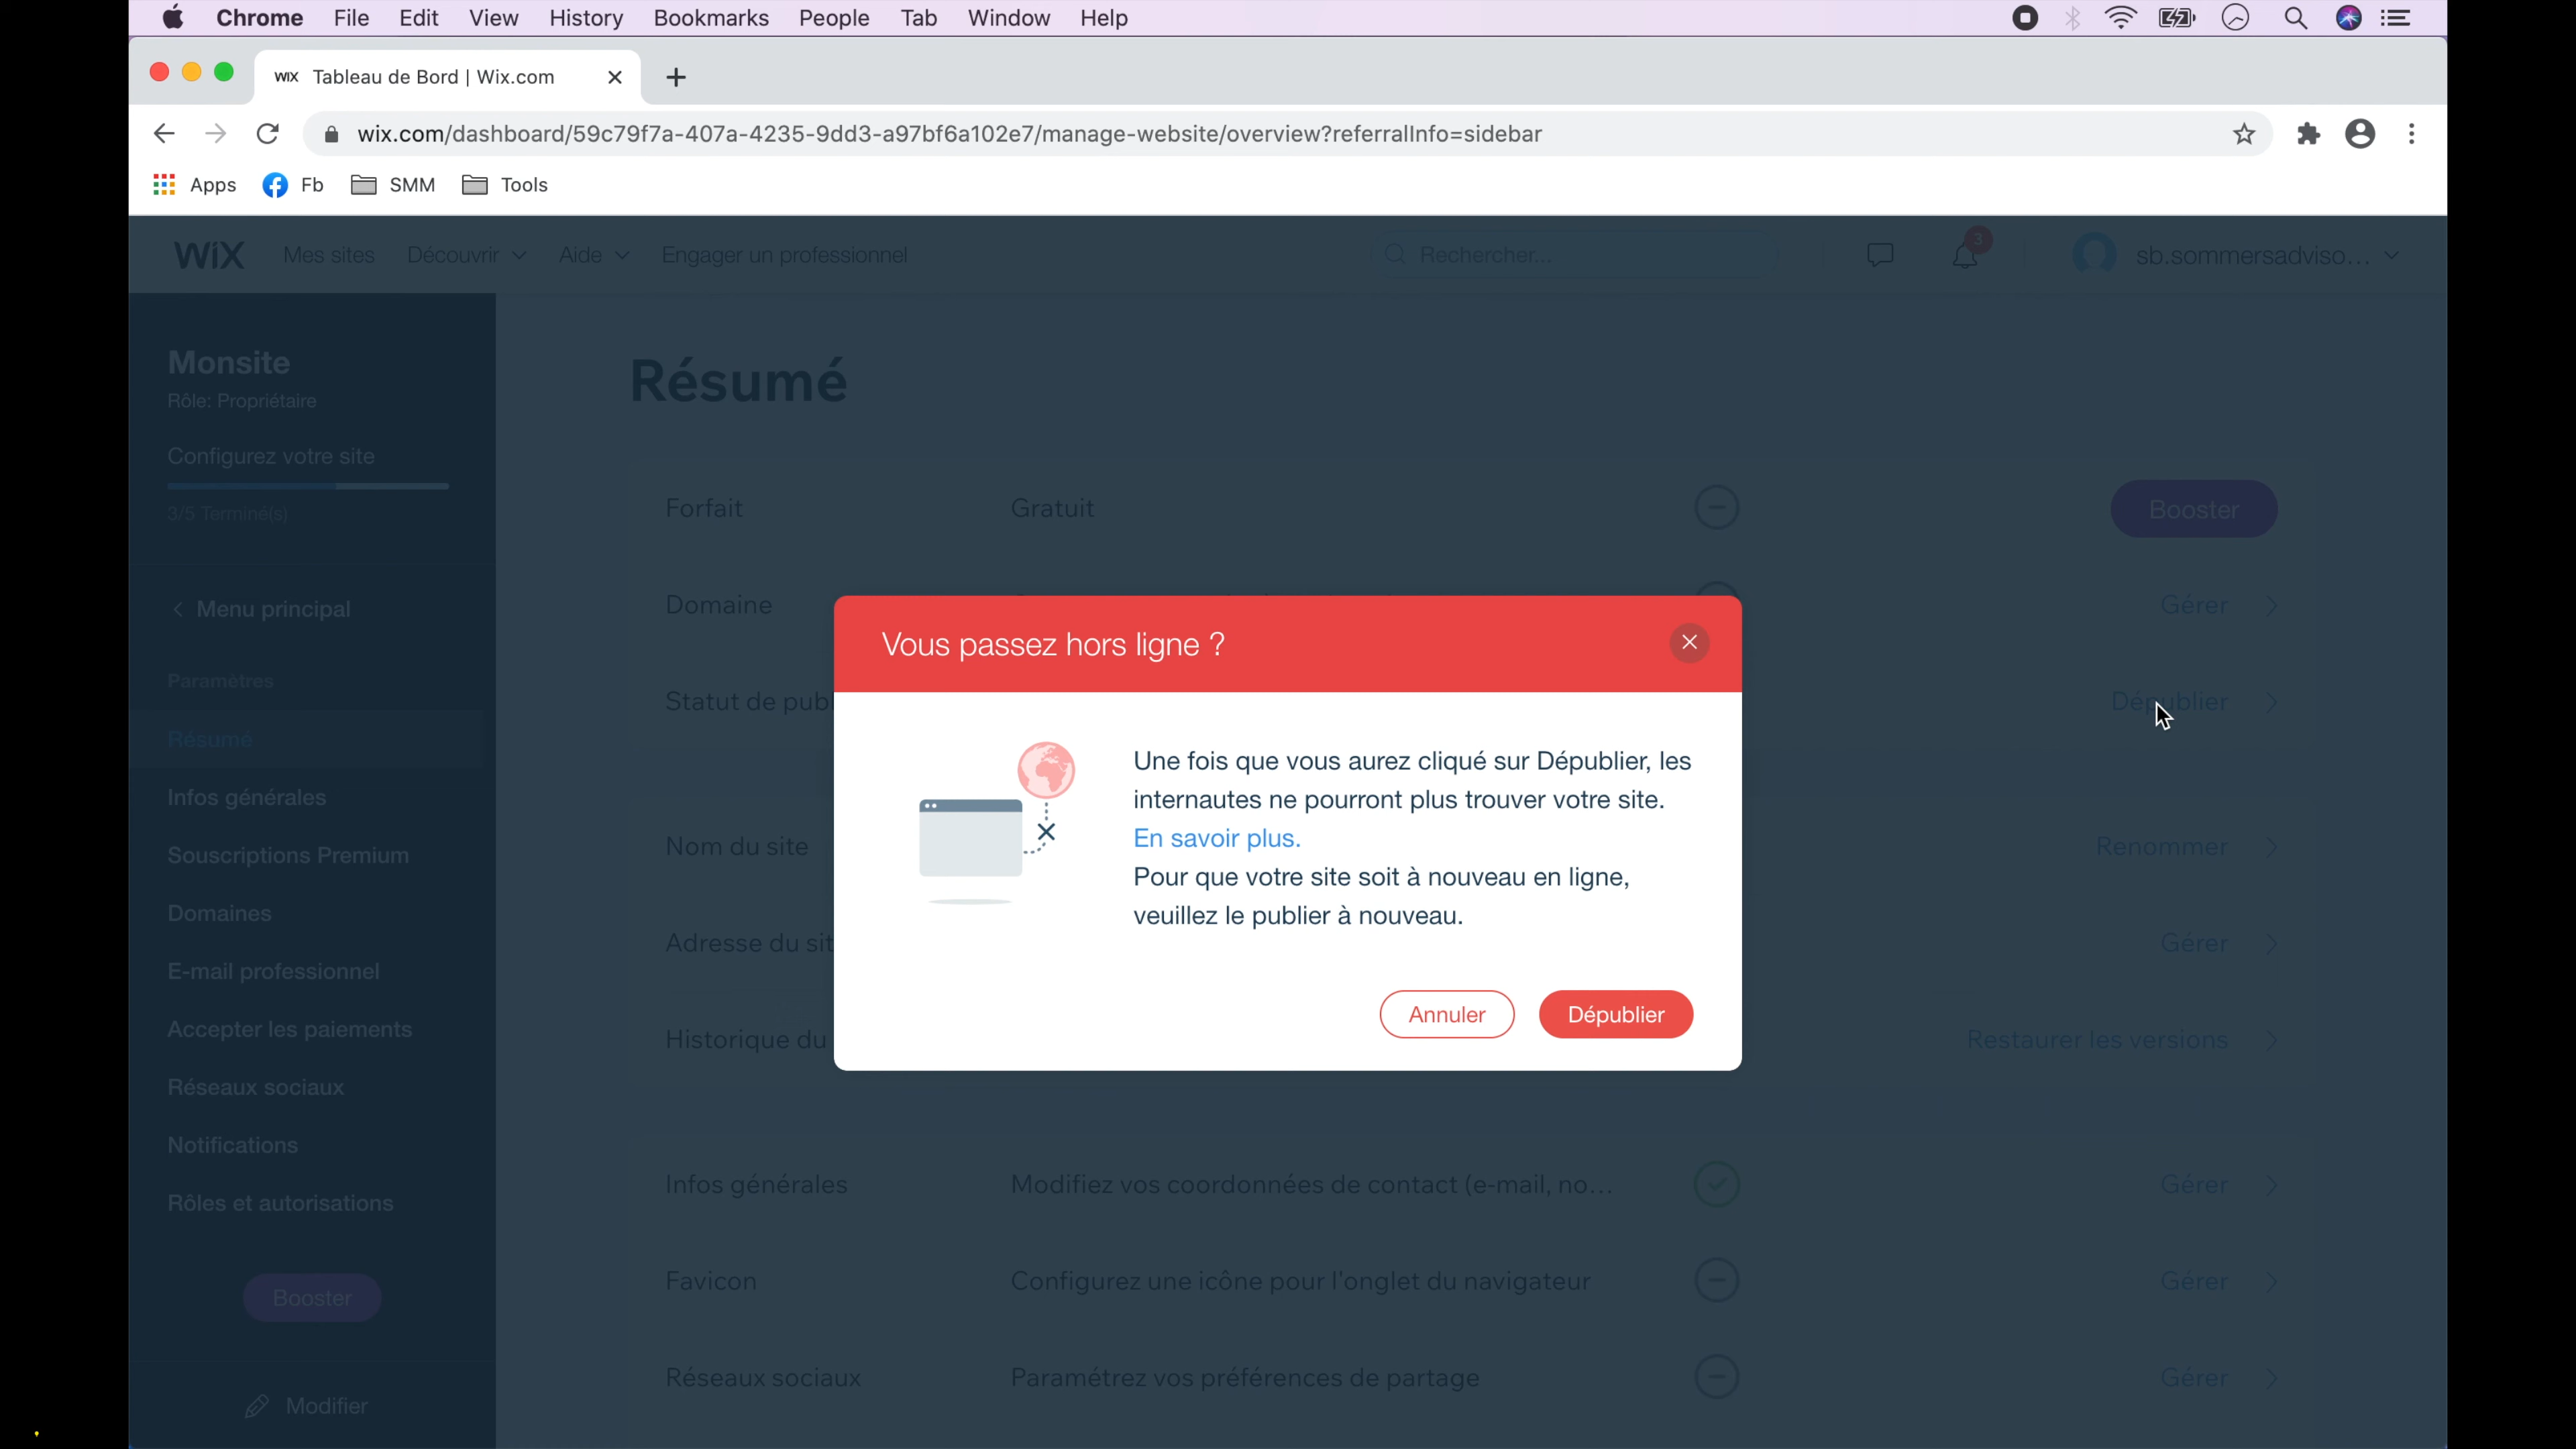 Chrome File Edit View History Bookmarks People Tab Window Help
WiX Tableau de Bord | Wix.com
wix.com/dashboard/59c79f7a-407a-4235-9dd3-a97bf6a102e7/manage-website/overview?referralInfo=sidebar
Apps Fb SMM Tools
WiX Mes sites Découvrir Aide Engager un professionnel Rechercher... 3 sb.sommersadviso...
Monsite
Rôle: Propriétaire
Configurez votre site
3/5 Terminé(s)
Menu principal
Paramètres
Résumé
Infos générales
Souscriptions Premium
Domaines
E-mail professionnel
Accepter les paiements
Réseaux sociaux
Notifications
Rôles et autorisations
Booster
Modifier
Résumé
Forfait Gratuit Booster
Domaine Gérer
Statut de publ Dépublier
Nom du site Renommer
Adresse du sit Gérer
Historique du Restaurer les versions
Infos générales Modifiez vos coordonnées de contact (e-mail, no... Gérer
Favicon Configurez une icône pour l'onglet du navigateur Gérer
Réseaux sociaux Paramétrez vos préférences de partage Gérer
Vous passez hors ligne ?
Une fois que vous aurez cliqué sur Dépublier, les
internautes ne pourront plus trouver votre site.
En savoir plus.
Pour que votre site soit à nouveau en ligne,
veuillez le publier à nouveau.
Annuler Dépublier